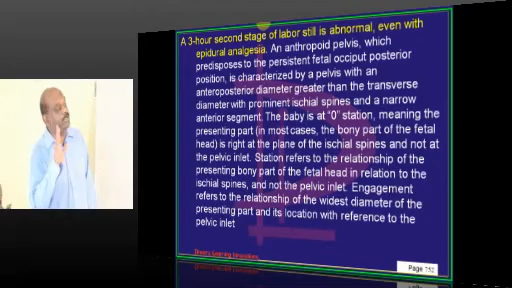 A 3-hour second stage of labor still is abnormal, even with
epidural analgesia. An anthropoid pelvis, which
predisposes to the persistent fetal occiput posterior
position, is characterized by a pelvis with an
anteroposterior diameter greater than the transverse
diameter with prominent ischial spines and a narrow
anterior segment. The baby is at "0" station, meaning the
presenting part (in most cases, the bony part of the fetal
head) is right at the plane of the ischial spines and not at
the pelvic inlet. Station refers to the relationship of the
presenting bony part of the fetal head in relation to the
ischial spines, and not the pelvic inlet. Engagement
refers to the relationship of the widest diameter of the
presenting part and its location with reference to the
pelvic inlet
Page 752